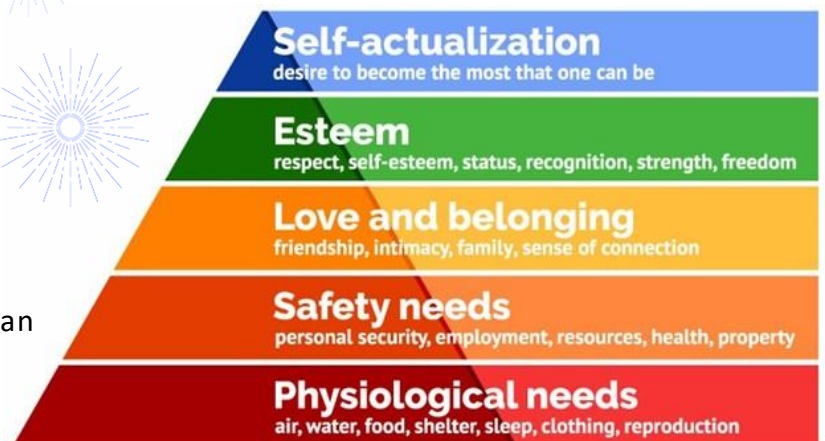 Self-actualization
desire to become the most that one can be
Esteem
respect, self-esteem, status, recognition, strength, freedom
Love and belonging
friendship, intimacy, family, sense of connection
an
Safety needs
personal security, employment, resources, health, property
Physiological needs
air, water, food, shelter, sleep, clothing, reproduction